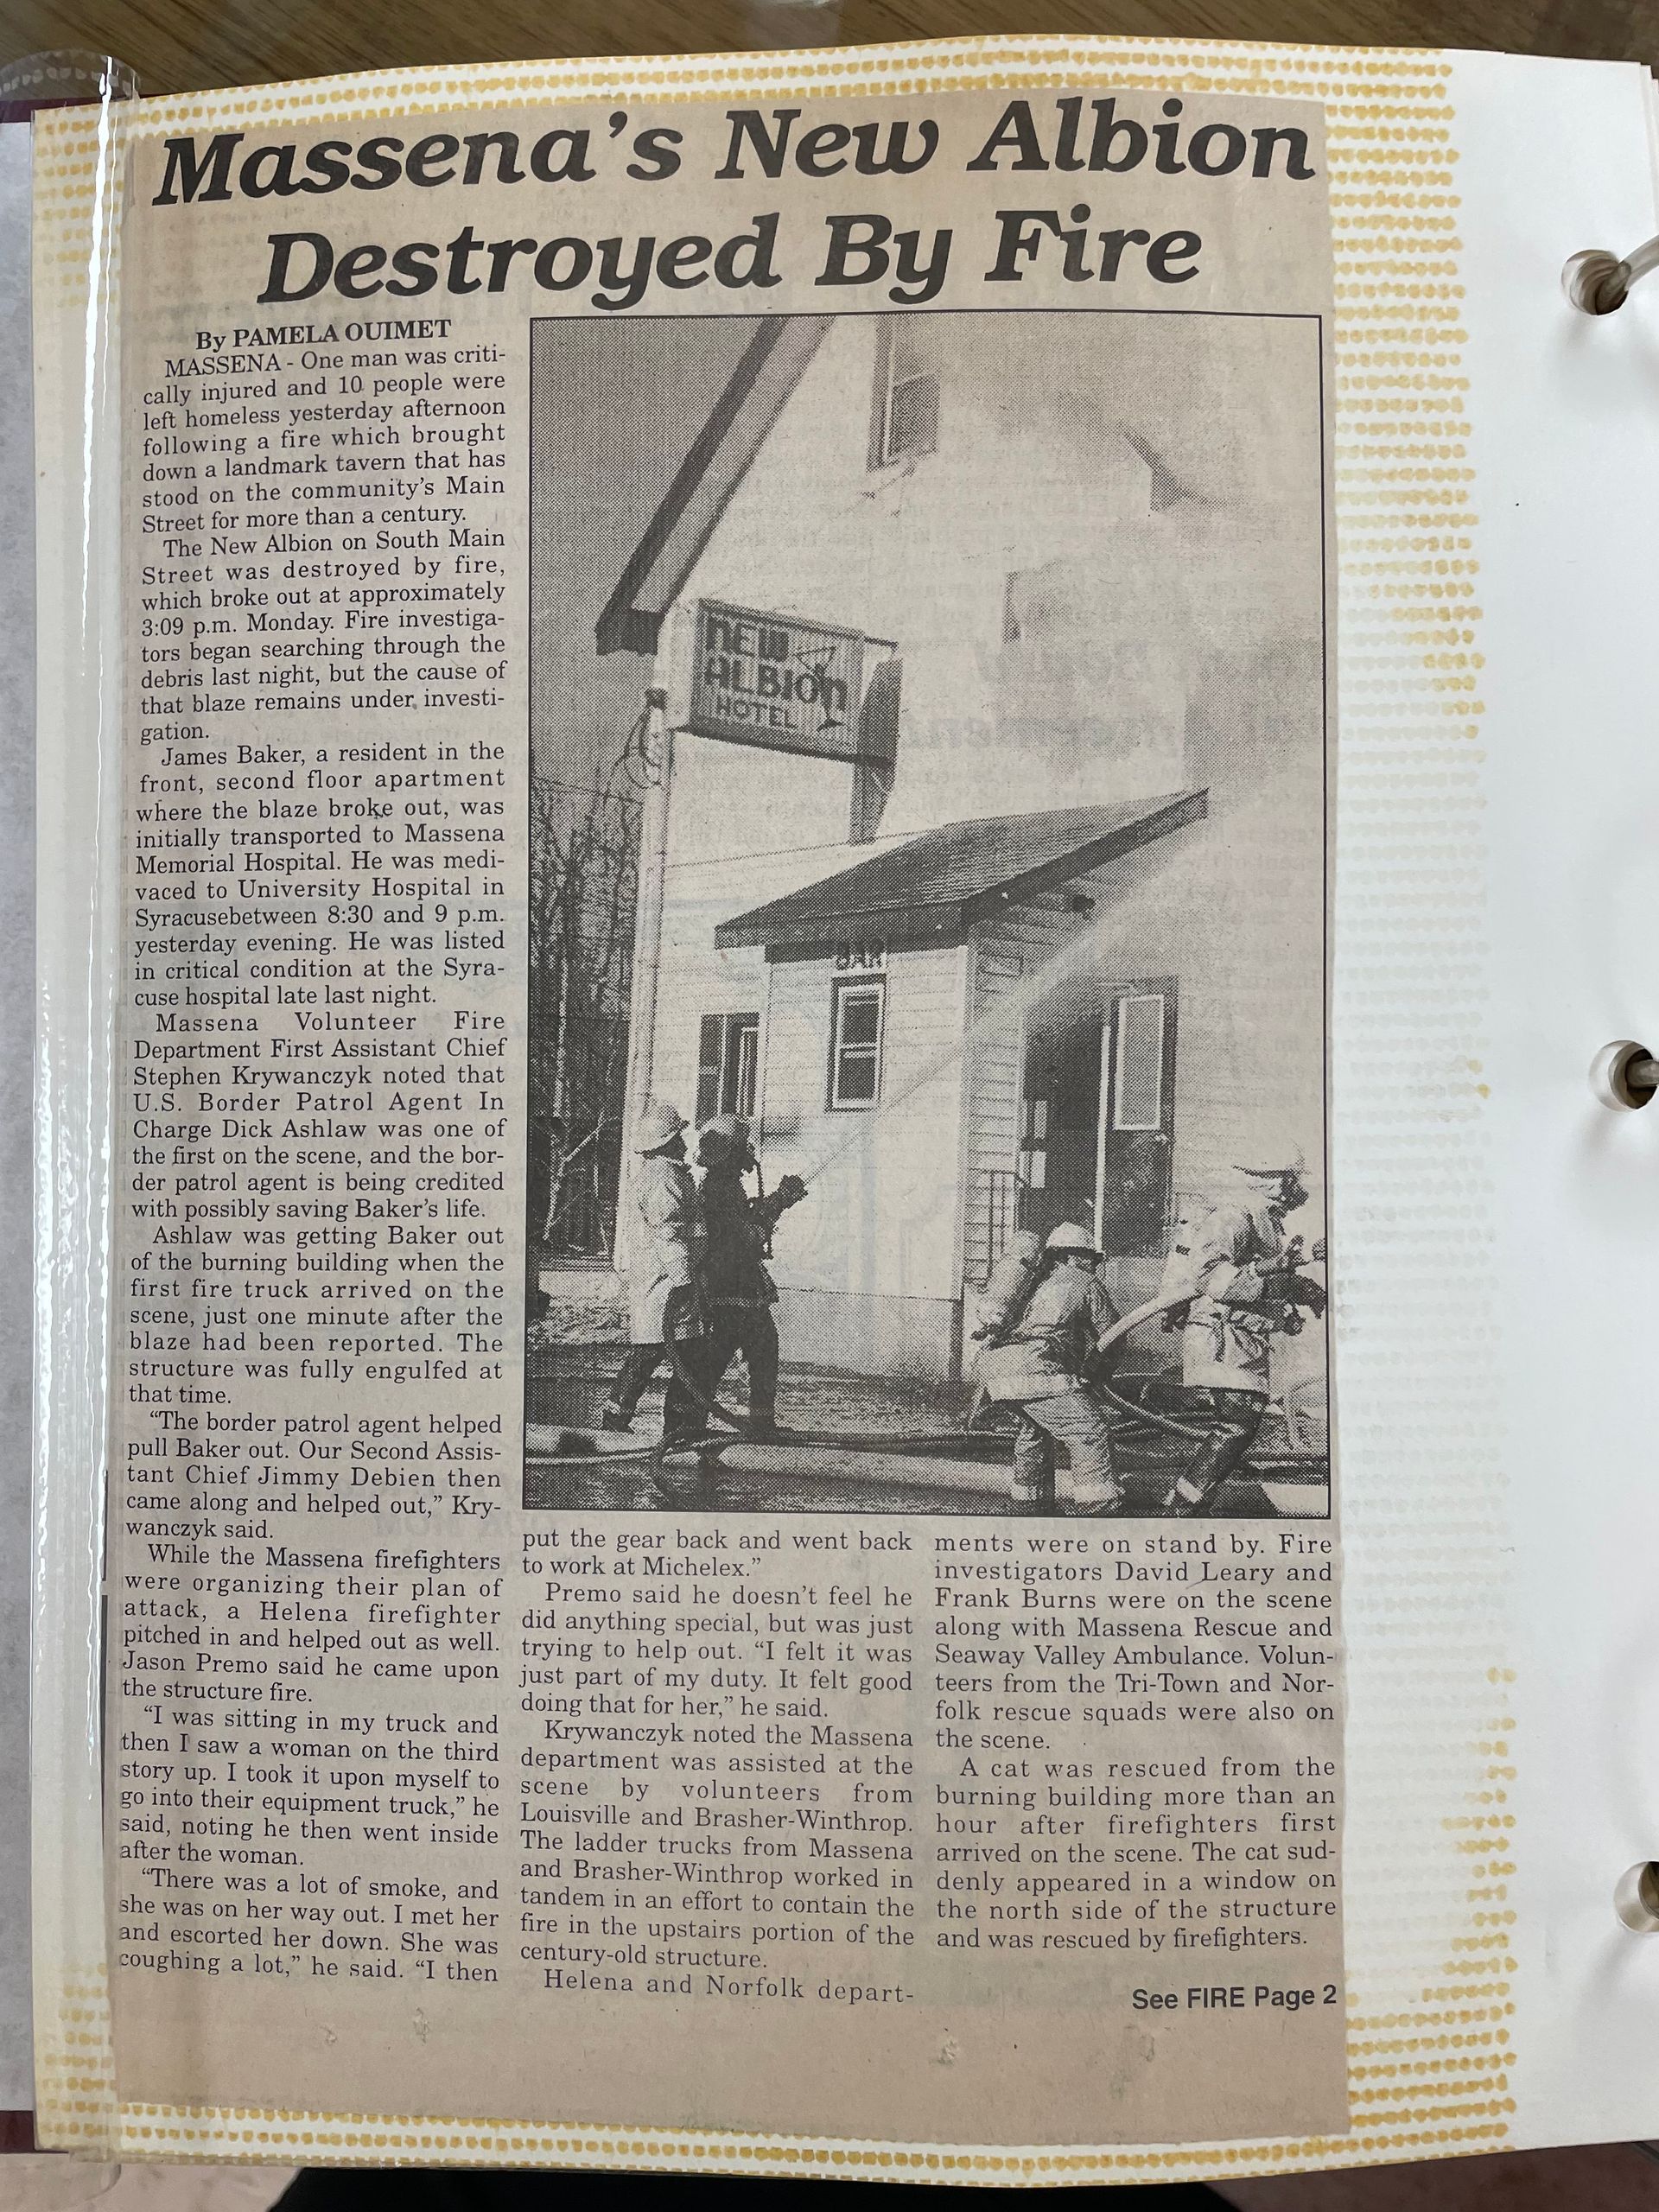 Massena's New Albion
Destroyed By Fire
By PAMELA OUIMET
MASSENA - One man was criti-
cally injured and 10 people were
left homeless yesterday afternoon
following a fire which brought
down a landmark tavern that has
stood on the community's Main
Street for more than a century.
The New Albion on South Main
Street was destroyed by fire,
which broke out at approximately
3:09 p.m. Monday. Fire investiga-
tors began searching through the
debris last night, but the cause of
that blaze remains under investi-
gation.
James Baker, a resident in the
front, second floor apartment
where the blaze broke out, was
initially transported to Massena
Memorial Hospital. He was medi-
vaced to University Hospital in
Syracusebetween 8:30 and 9 p.m.
yesterday evening. He was listed
in critical condition at the Syra-
cuse hospital late last night.
Massena Volunteer Fire
Department First Assistant Chief
Stephen Krywanczyk noted that
U.S. Border Patrol Agent In
Charge Dick Ashlaw was one of
the first on the scene, and the bor-
der patrol agent is being credited
with possibly saving Baker's life.
Ashlaw was getting Baker out
of the burning building when the
first fire truck arrived on the
scene, just one minute after the
blaze had been reported. The
structure was fully engulfed at
that time.
"The border patrol agent helped
pull Baker out. Our Second Assis-
tant Chief Jimmy Debien then
came along and helped out," Kry-
wanczyk said.
While the Massena firefighters
were organizing their plan of
attack, a Helena firefighter
pitched in and helped out as well.
Jason Premo said he came upon
the structure fire.
"I was sitting in my truck and
then I saw a woman on the third
story up. I took it upon myself to
go into their equipment truck," he
said, noting he then went inside
after the woman.
"There was a lot of smoke, and
she was on her way out. I met her
and escorted her down. She was
coughing a lot," he said. "I then
NEW
ALBION
HOTEL
BAR
put the gear back and went back
to work at Michelex."
Premo said he doesn't feel he
did anything special, but was just
trying to help out. "I felt it was
just part of my duty. It felt good
doing that for her," he said.
Krywanczyk noted the Massena
department was assisted at the
scene by volunteers from
Louisville and Brasher-Winthrop.
The ladder trucks from Massena
and Brasher-Winthrop worked in
tandem in an effort to contain the
fire in the upstairs portion of the
century-old structure.
Helena and Norfolk depart-
ments were on stand by. Fire
investigators David Leary and
Frank Burns were on the scene
along with Massena Rescue and
Seaway Valley Ambulance. Volun-
teers from the Tri-Town and Nor-
folk rescue squads were also on
the scene.
A cat was rescued from the
burning building more than an
hour after firefighters first
arrived on the scene. The cat sud-
denly appeared in a window on
the north side of the structure
and was rescued by firefighters.
See FIRE Page 2